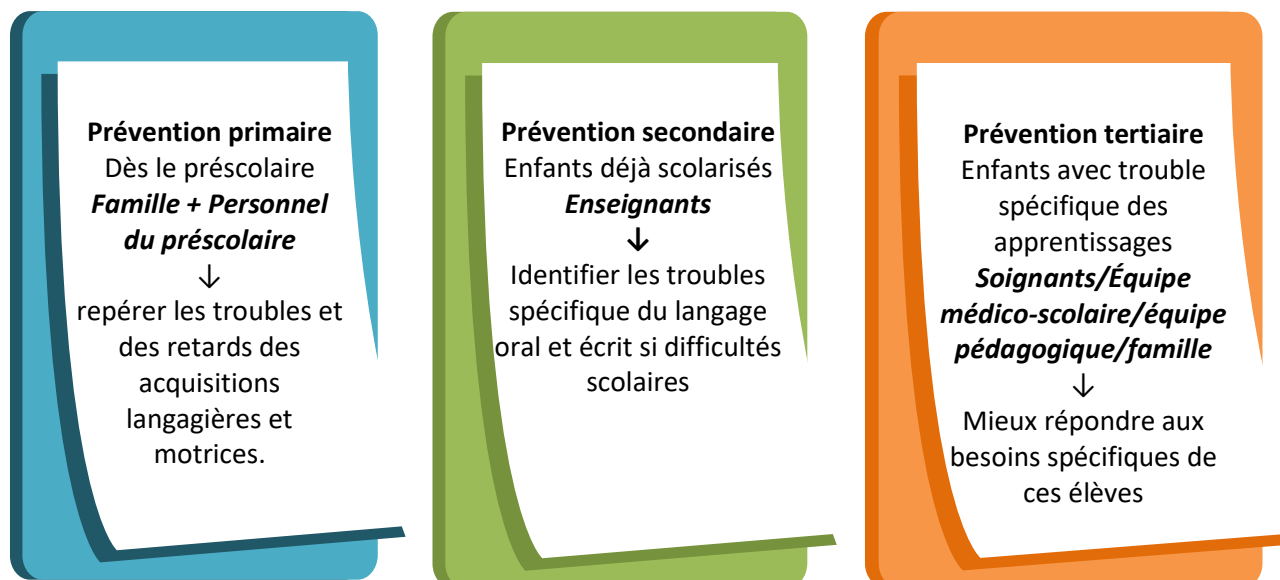 Prévention primaire
Dès le préscolaire
Famille + Personnel
du préscolaire
↓
repérer les troubles et
des retards des
acquisitions
langagières et
motrices.
Prévention secondaire
Enfants déjà scolarisés
Enseignants
↓
Identifier les troubles
spécifique du langage
oral et écrit si difficultés
scolaires
Prévention tertiaire
Enfants avec trouble
spécifique des
apprentissages
Soignants/Équipe
médico-scolaire/équipe
pédagogique/famille
↓
Mieux répondre aux
besoins spécifiques de
ces élèves